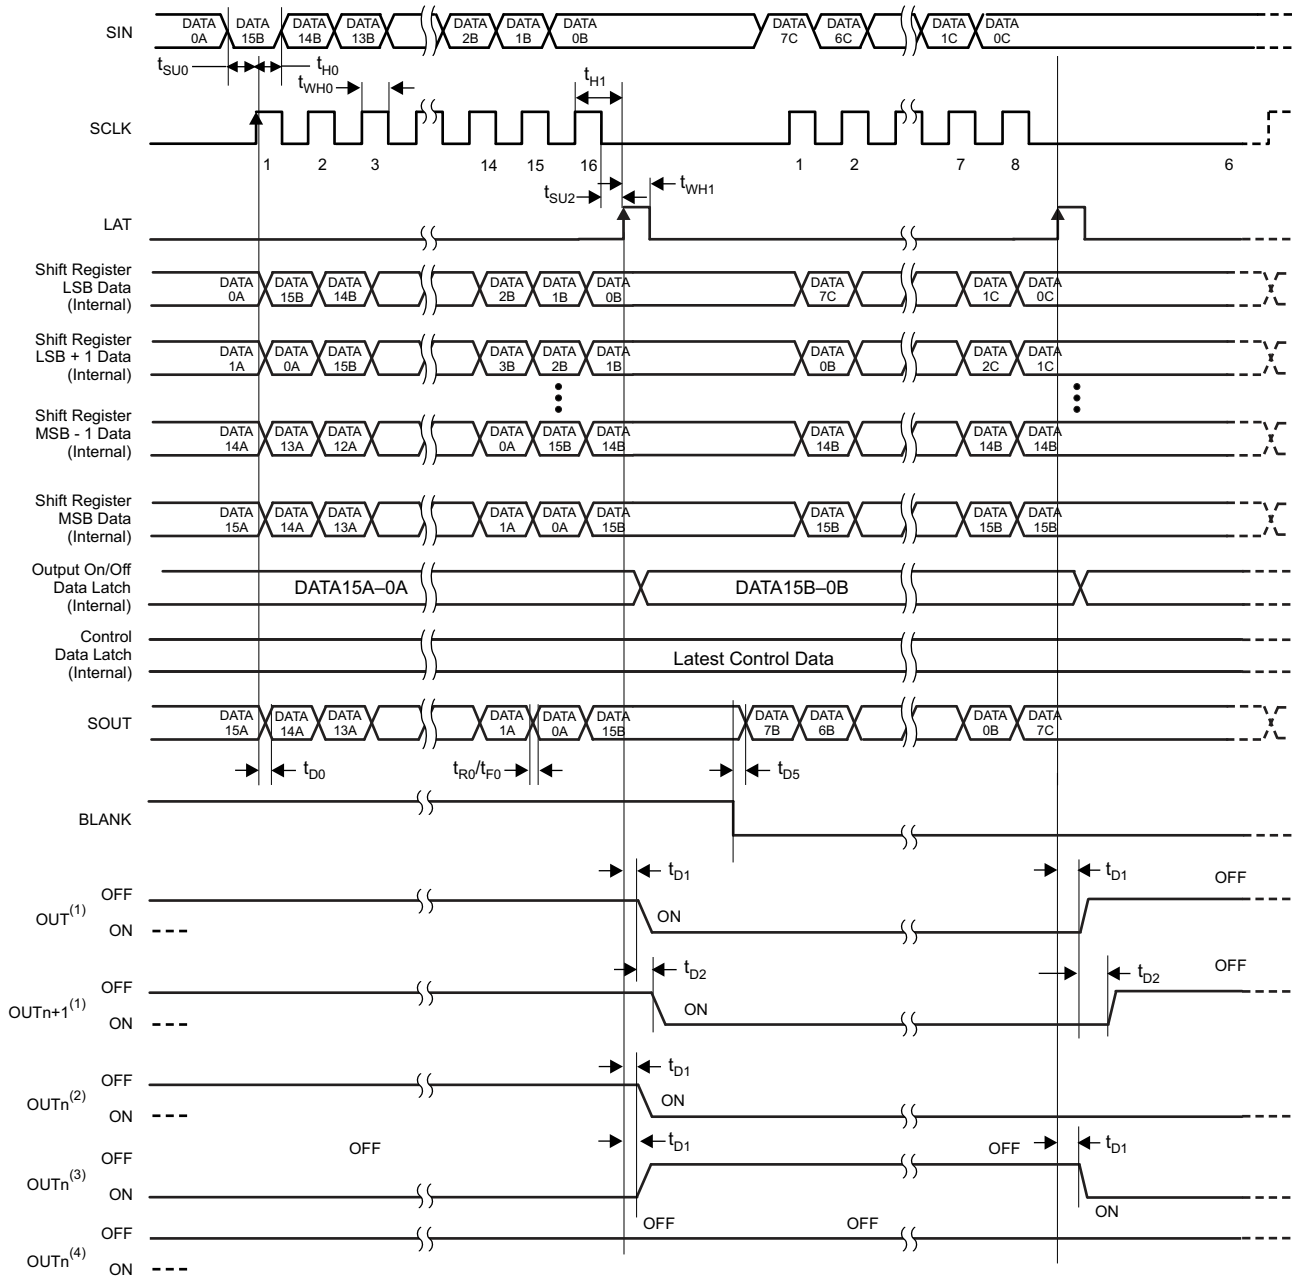 SIN
DATA 0A
DATA 15B
DATA 14B
DATA 13B
DATA 2B
DATA 1B
DATA 0B
DATA 7C
DATA 6C
DATA 1C
DATA 0C
tSU0
tH0
tWH0
tH1
SCLK
1
2
3
14
15
16
1
2
7
8
6
tSU2
tWH1
LAT
Shift Register
LSB Data
(Internal)
DATA 0A
DATA 15B
DATA 14B
DATA 2B
DATA 1B
DATA 0B
DATA 7C
DATA 1C
DATA 0C
Shift Register
LSB + 1 Data
(Internal)
DATA 1A
DATA 0A
DATA 15B
DATA 3B
DATA 2B
DATA 1B
DATA 0B
DATA 2C
DATA 1C
Shift Register
MSB - 1 Data
(Internal)
DATA 14A
DATA 13A
DATA 12A
DATA 0A
DATA 15B
DATA 14B
DATA 14B
DATA 14B
DATA 14B
Shift Register
MSB Data
(Internal)
DATA 15A
DATA 14A
DATA 13A
DATA 1A
DATA 0A
DATA 15B
DATA 15B
DATA 15B
DATA 15B
Output On/Off
Data Latch
(Internal)
DATA15A–0A
DATA15B–0B
Control
Data Latch
(Internal)
Latest Control Data
SOUT
DATA 15A
DATA 14A
DATA 13A
DATA 1A
DATA 0A
DATA 15B
DATA 7B
DATA 6B
DATA 0B
DATA 7C
tD0
tR0/tF0
tD5
BLANK
tD1
tD1
OUT(1)
OFF
ON
ON
OFF
tD2
tD2
OUTn+1(1)
OFF
ON
ON
OFF
tD1
OUTn(2)
OFF
ON
ON
tD1
tD1
OUTn(3)
OFF
ON
OFF
OFF
ON
OUTn(4)
OFF
ON
OFF
OFF